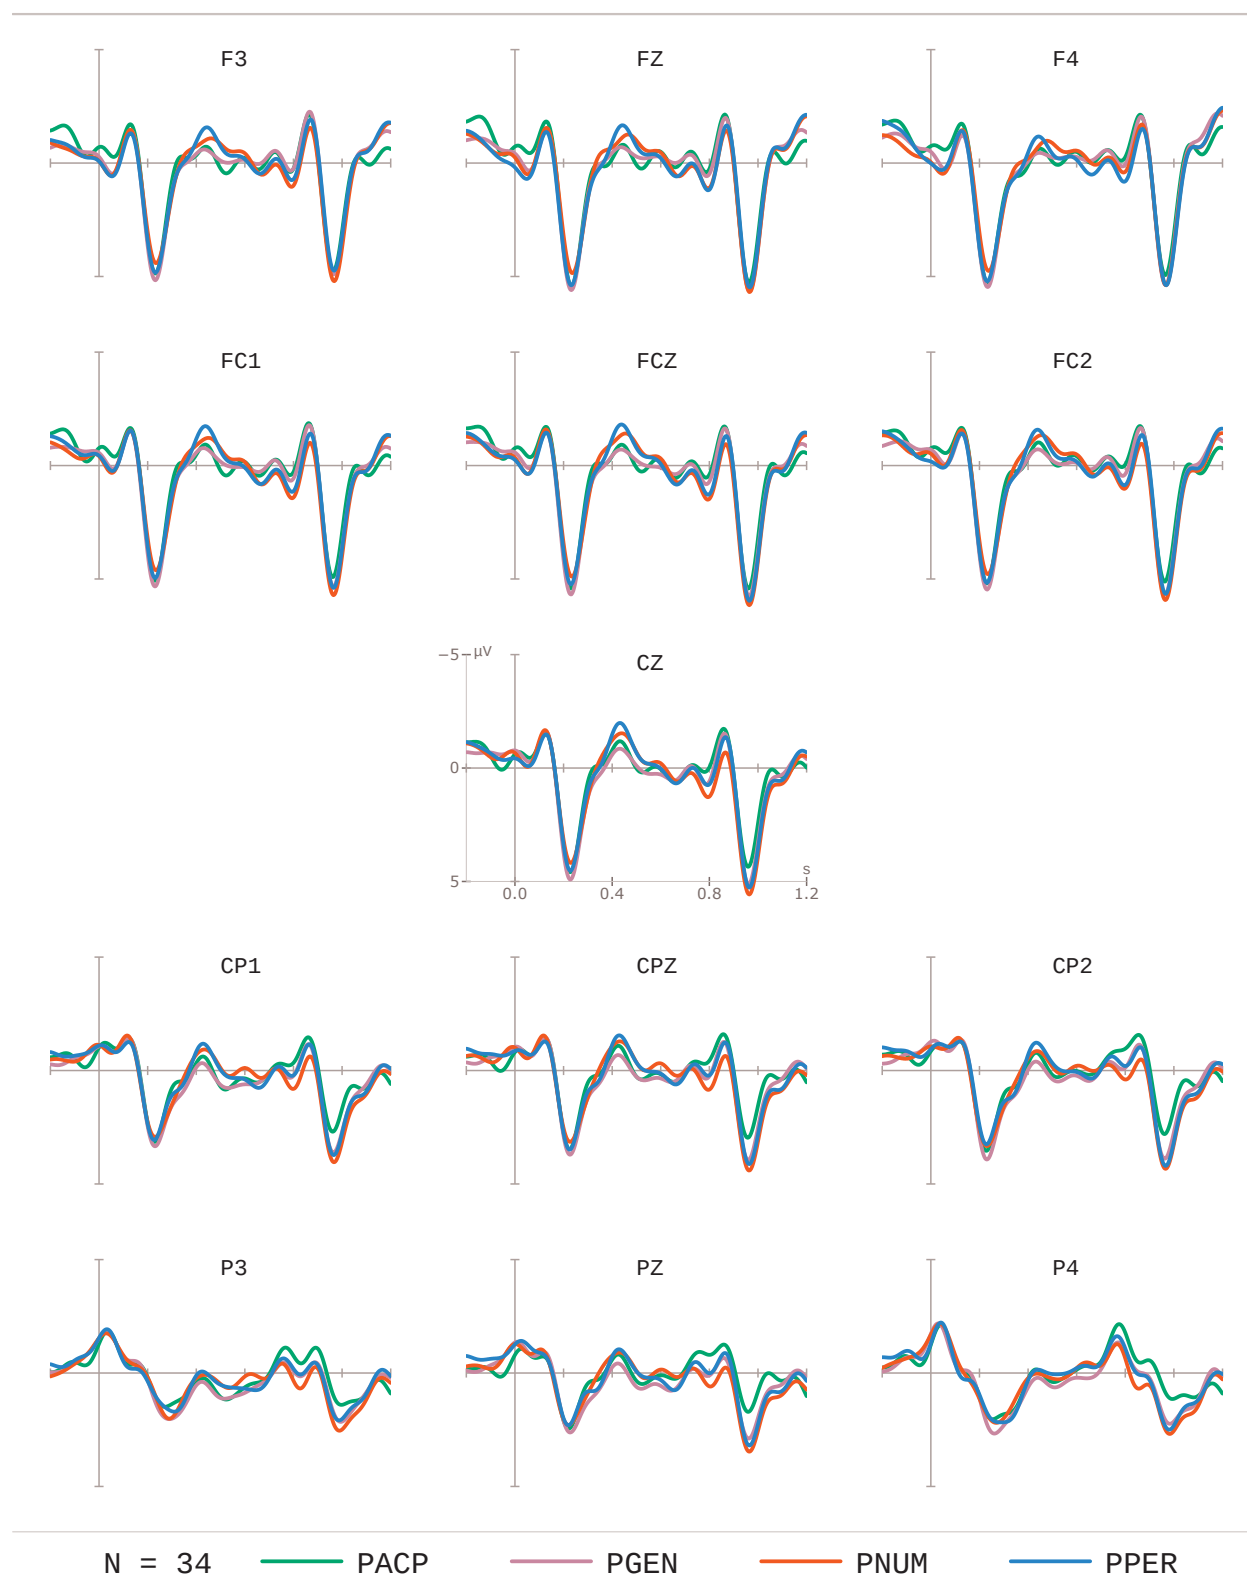 F3 FZ F4
FC1 FCZ FC2
−5 µV CZ
0
5
s
0.0 0.4 0.8 1.2
CP1 CPZ CP2
P3 PZ P4
N = 34 PACP PGEN PNUM PPER